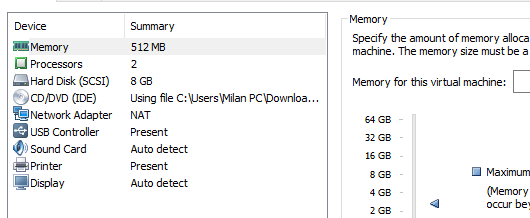 Device Summary
Memory 512 MB
Processors 2
Hard Disk (SCSI) 8 GB
CD/DVD (IDE) Using file C:\Users\Milan PC\Downloa...
Network Adapter NAT
USB Controller Present
Sound Card Auto detect
Printer Present
Display Auto detect
Memory
Specify the amount of memory alloca
machine. The memory size must be a
Memory for this virtual machine:
64 GB
32 GB
16 GB
8 GB
4 GB
2 GB
Maximum
(Memory
occur bey